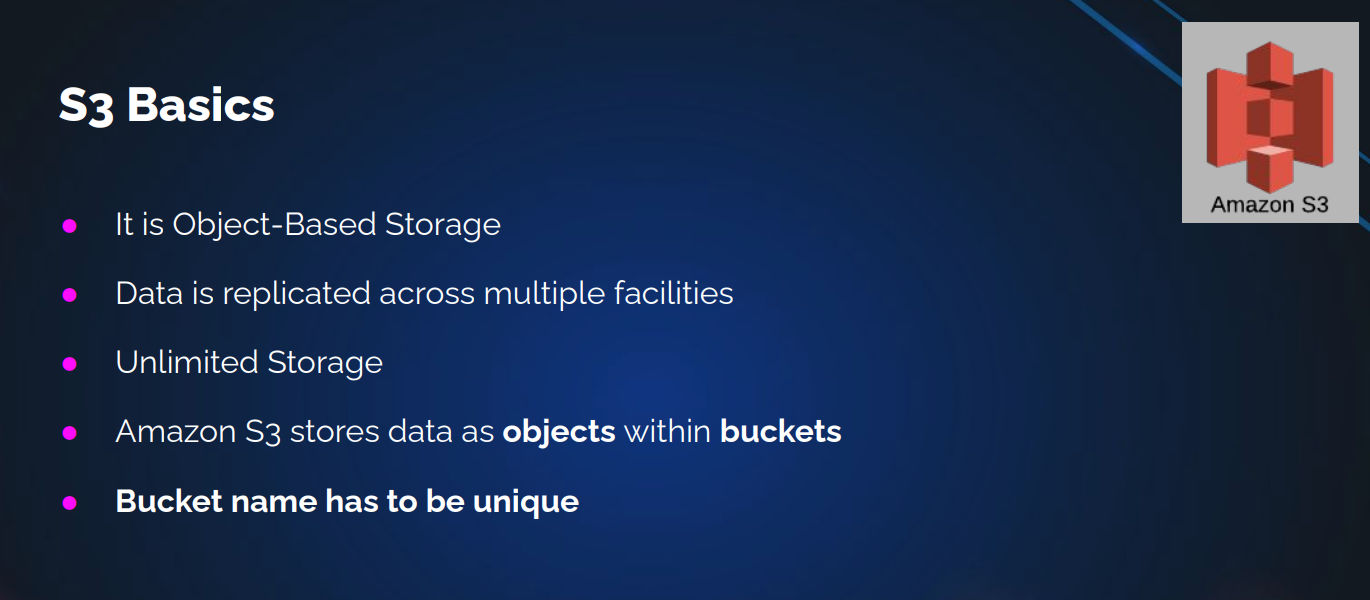 S3 Basics
It is Object-Based Storage
Data is replicated across multiple facilities
Unlimited Storage
Amazon S3 stores data as objects within buckets
Bucket name has to be unique
Amazon S3